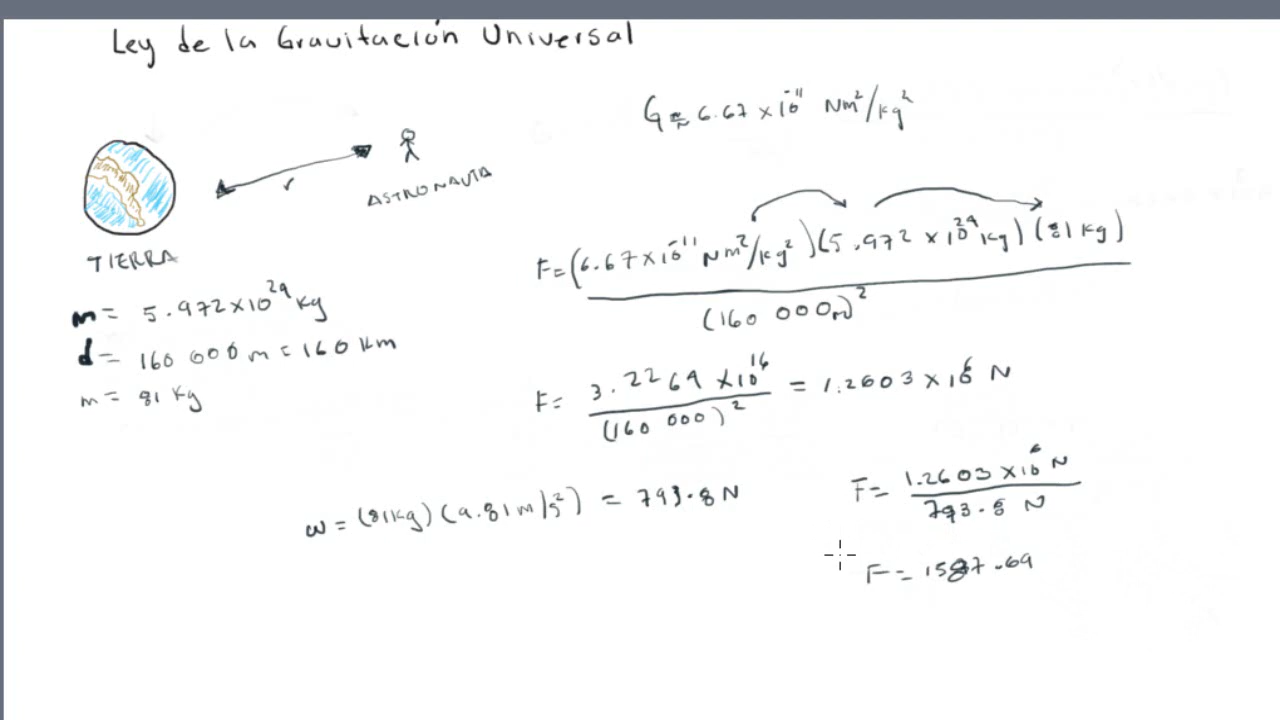 Ley de la Gravitación Universal
G ≈ 6.67 x 10⁻¹¹ Nm²/kg²
r
ASTRONAUTA
TIERRA
m = 5.972 x 10²⁴ kg
d = 160 000 m = 160 Km
m = 81 Kg
F = (6.67 x 10⁻¹¹ Nm²/kg²)(5.972 x 10²⁴ kg)(81 kg)
(160 000m)²
F = 3.2264 x 10¹⁶ = 1.2603 x 10⁶ N
(160 000)²
w = (81kg)(9.81 m/s²) = 793.8 N
F = 1.2603 x 10⁶ N
793.8 N
F = 1587.69